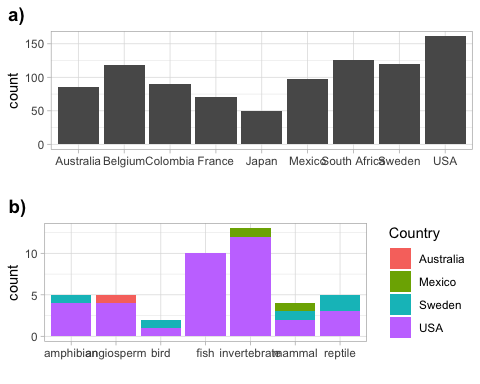 a)
count
150
100
50
0
Australia Belgium Colombia France Japan Mexico South Africa Sweden USA
b)
Country
count
10
5
0
Australia
Mexico
Sweden
USA
amphibian angiosperm bird fish invertebrate mammal reptile